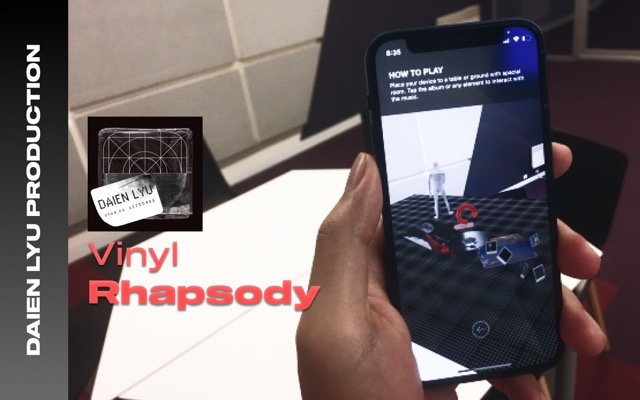 DAIEN LYU PRODUCTION
DAIEN LYU
Vinyl
Rhapsody
8:35
HOW TO PLAY
Place your device to a table or ground with special
room. Tap the album or any element to interact with
the music.